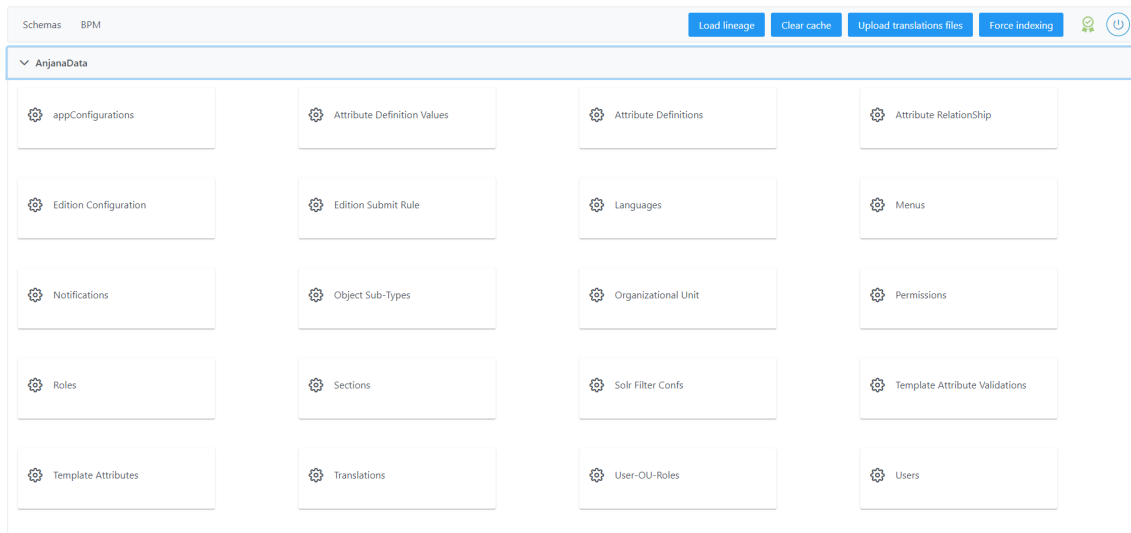 Schemas BPM Load lineage Clear cache Upload translations files Force indexing
AnjanaData
appConfigurations Attribute Definition Values Attribute Definitions Attribute RelationShip
Edition Configuration Edition Submit Rule Languages Menus
Notifications Object Sub-Types Organizational Unit Permissions
Roles Sections Solr Filter Confs Template Attribute Validations
Template Attributes Translations User-OU-Roles Users